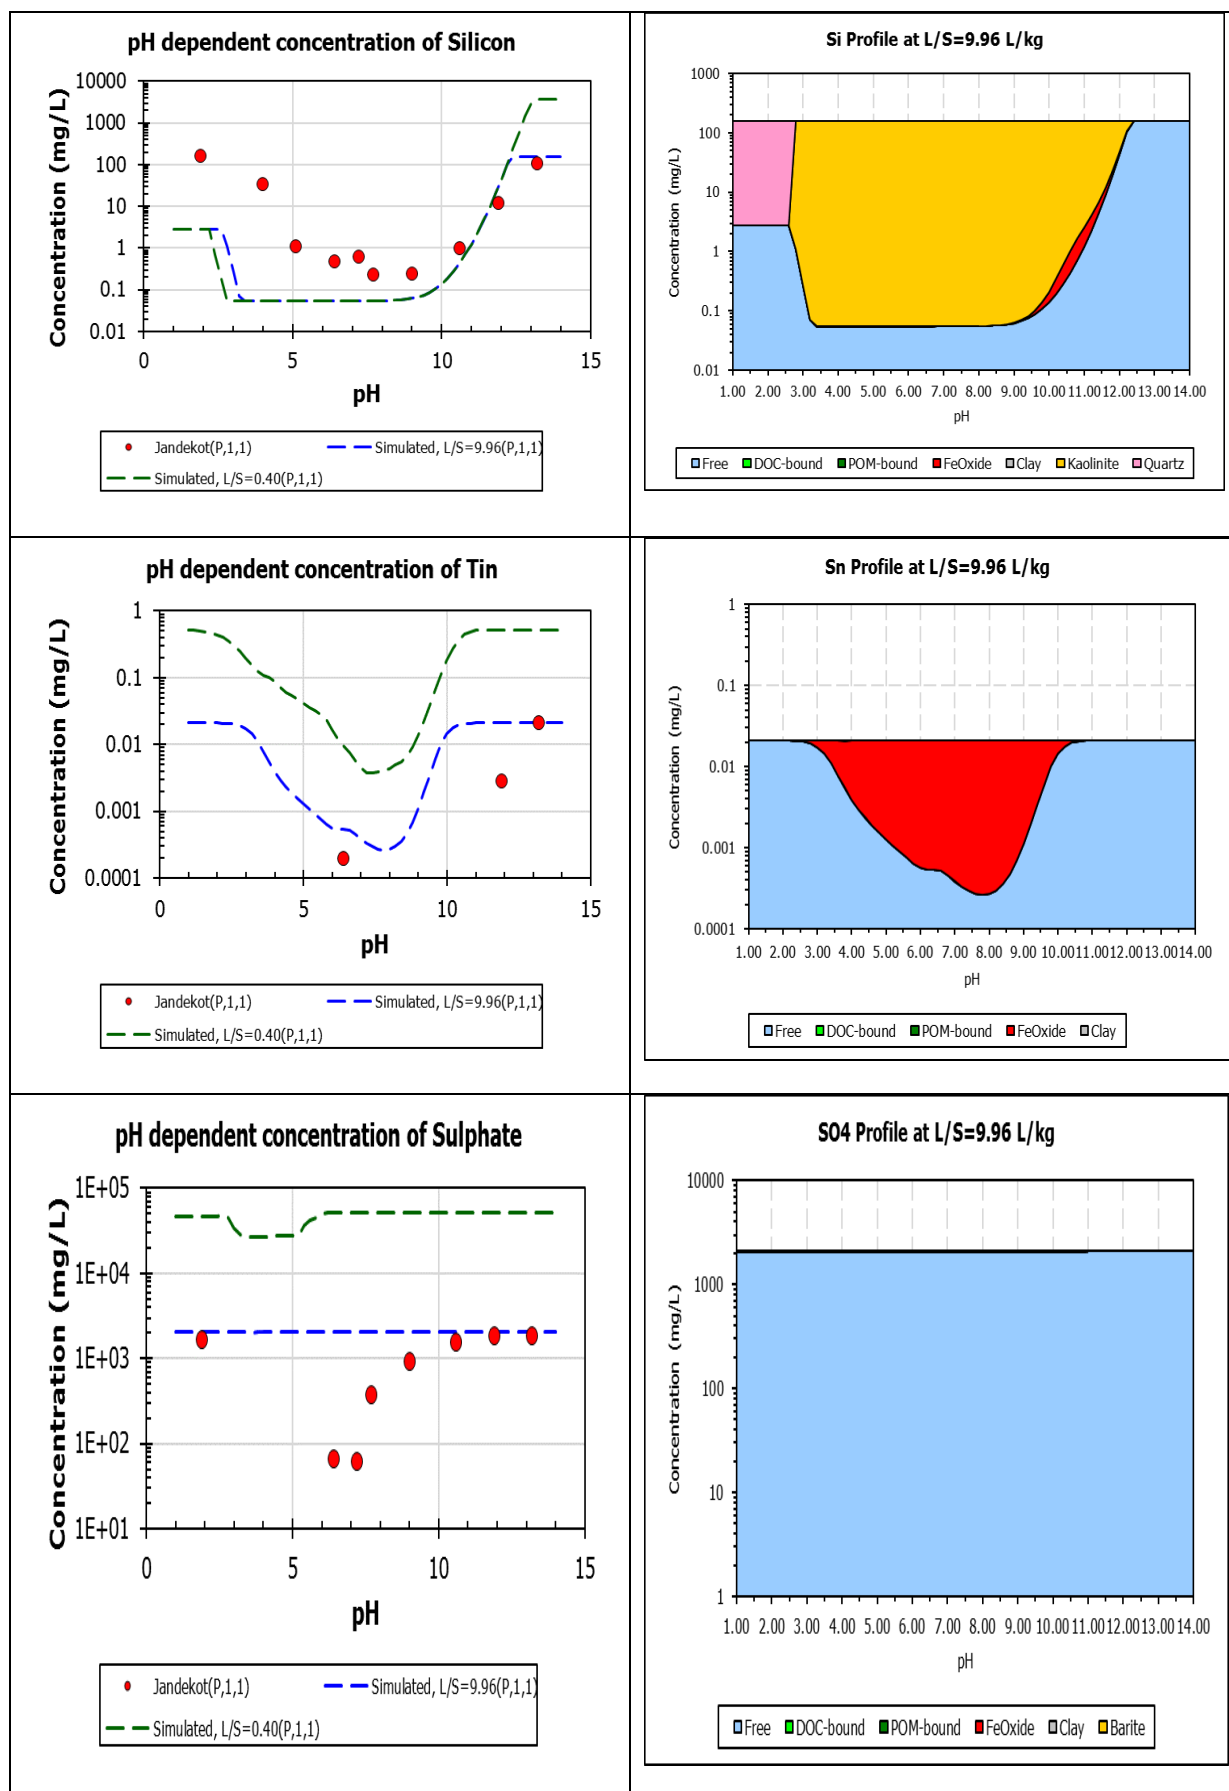 pH dependent concentration of Silicon
Concentration (mg/L)
10000
1000
100
10
1
0.1
0.01
0 5 10 15
pH
Jandekot(P,1,1) Simulated, L/S=9.96(P,1,1)
Simulated, L/S=0.40(P,1,1)
Si Profile at L/S=9.96 L/kg
Concentration (mg/L)
1000
100
10
1
0.1
0.01
1.00 2.00 3.00 4.00 5.00 6.00 7.00 8.00 9.00 10.00 11.00 12.00 13.00 14.00
pH
Free DOC-bound POM-bound FeOxide Clay Kaolinite Quartz
pH dependent concentration of Tin
Concentration (mg/L)
1
0.1
0.01
0.001
0.0001
0 5 10 15
pH
Jandekot(P,1,1) Simulated, L/S=9.96(P,1,1)
Simulated, L/S=0.40(P,1,1)
Sn Profile at L/S=9.96 L/kg
Concentration (mg/L)
1
0.1
0.01
0.001
0.0001
1.00 2.00 3.00 4.00 5.00 6.00 7.00 8.00 9.00 10.00 11.00 12.00 13.00 14.00
pH
Free DOC-bound POM-bound FeOxide Clay
pH dependent concentration of Sulphate
Concentration (mg/L)
1E+05
1E+04
1E+03
1E+02
1E+01
0 5 10 15
pH
Jandekot(P,1,1) Simulated, L/S=9.96(P,1,1)
Simulated, L/S=0.40(P,1,1)
SO4 Profile at L/S=9.96 L/kg
Concentration (mg/L)
10000
1000
100
10
1
1.00 2.00 3.00 4.00 5.00 6.00 7.00 8.00 9.00 10.00 11.00 12.00 13.00 14.00
pH
Free DOC-bound POM-bound FeOxide Clay Barite